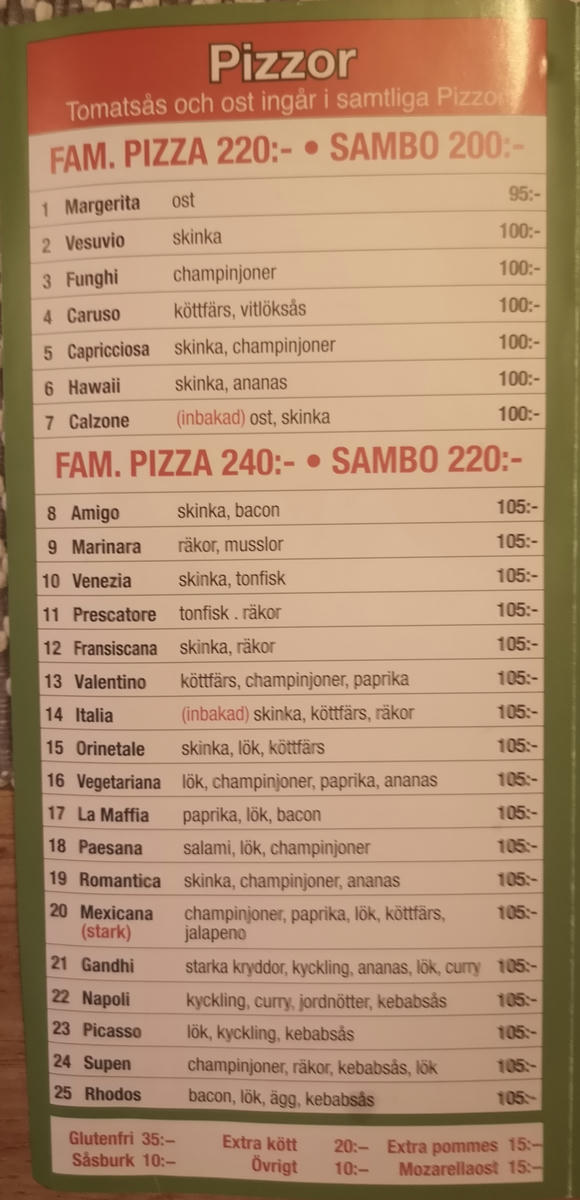 Pizzor
Tomatsås och ost ingår i samtliga Pizzor
FAM. PIZZA 220:- • SAMBO 200:-
1 Margerita ost 95:-
2 Vesuvio skinka 100:-
3 Funghi champinjoner 100:-
4 Caruso köttfärs, vitlöksås 100:-
5 Capricciosa skinka, champinjoner 100:-
6 Hawaii skinka, ananas 100:-
7 Calzone (inbakad) ost, skinka 100:-
FAM. PIZZA 240:- • SAMBO 220:-
8 Amigo skinka, bacon 105:-
9 Marinara räkor, musslor 105:-
10 Venezia skinka, tonfisk 105:-
11 Prescatore tonfisk . räkor 105:-
12 Fransiscana skinka, räkor 105:-
13 Valentino köttfärs, champinjoner, paprika 105:-
14 Italia (inbakad) skinka, köttfärs, räkor 105:-
15 Orinetale skinka, lök, köttfärs 105:-
16 Vegetariana lök, champinjoner, paprika, ananas 105:-
17 La Maffia paprika, lök, bacon 105:-
18 Paesana salami, lök, champinjoner 105:-
19 Romantica skinka, champinjoner, ananas 105:-
20 Mexicana champinjoner, paprika, lök, köttfärs, 105:-
(stark) jalapeno
21 Gandhi starka kryddor, kyckling, ananas, lök, curry 105:-
22 Napoli kyckling, curry, jordnötter, kebabsås 105:-
23 Picasso lök, kyckling, kebabsås 105:-
24 Supen champinjoner, räkor, kebabsås, lök 105:-
25 Rhodos bacon, lök, ägg, kebabsås 105:-
Glutenfri 35:– Extra kött 20:– Extra pommes 15:–
Såsburk 10:– Övrigt 10:– Mozarellaost 15:–